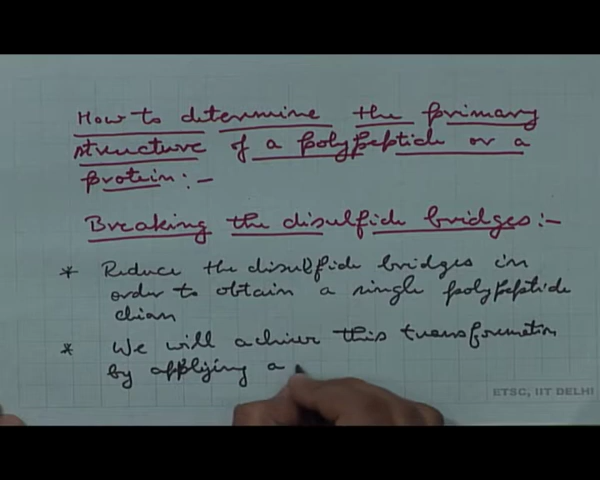 How to determine the primary
structure of a polypeptide or a
protein:-
Breaking the disulfide bridges:-
* Reduce the disulfide bridges in
order to obtain a single polypeptide
chian
* We will achieve this transformation
by applying a
ETSC, IIT DELHI